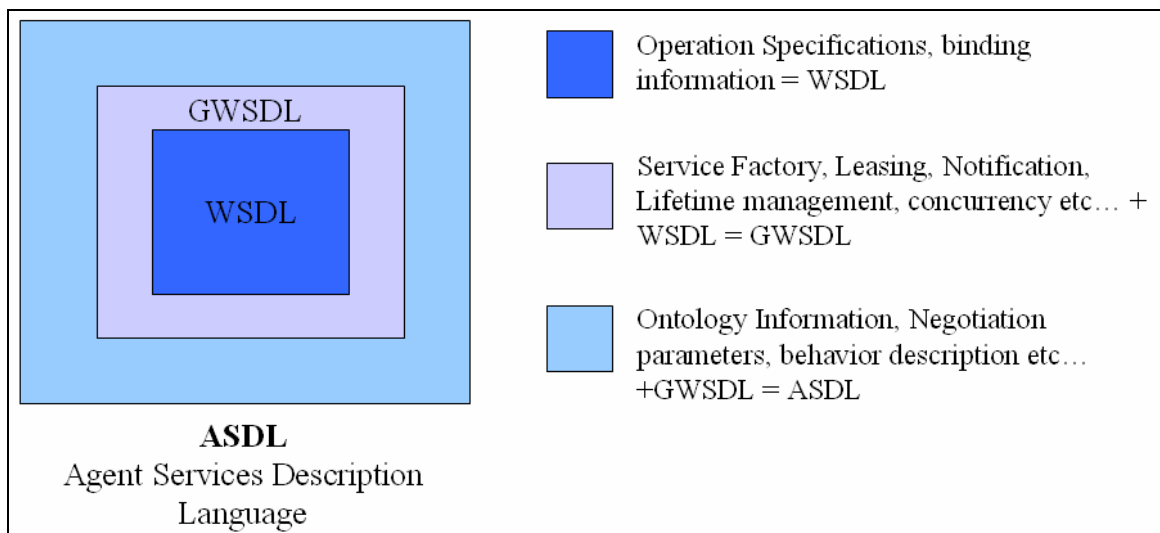 GWSDL
WSDL
ASDL
Agent Services Description
Language
Operation Specifications, binding
information = WSDL
Service Factory, Leasing, Notification,
Lifetime management, concurrency etc… +
WSDL = GWSDL
Ontology Information, Negotiation
parameters, behavior description etc…
+GWSDL = ASDL